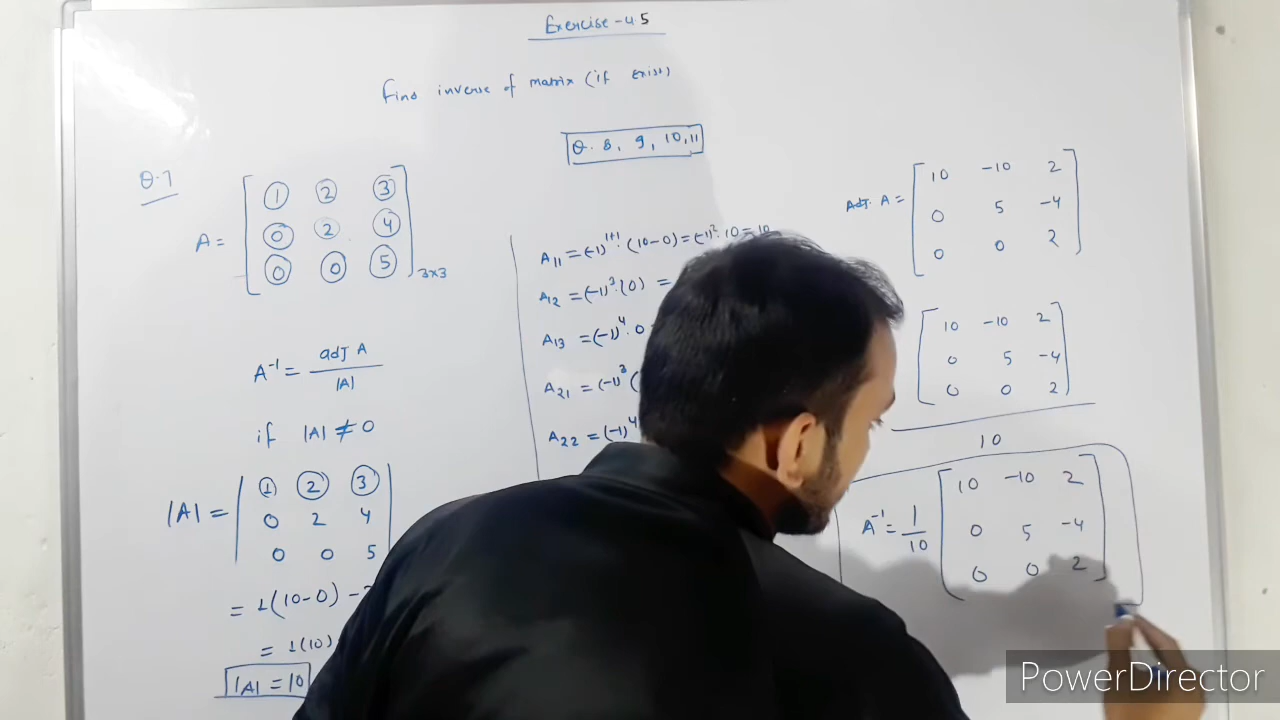 Exercise-4.5
Find inverse of matrix (if exist)
Q. 8, 9, 10, 11
Q.7
A = [ 1 2 3
0 2 4
0 0 5 ] 3x3
A⁻¹ = adj A / |A|
if |A| ≠ 0
|A| = | 1 2 3
0 2 4
0 0 5 |
= 1(10-0) -
= 1(10)
|A| = 10
A11 = (-1)¹⁺¹.(10-0) = (-1)².10 = 10
A12 = (-1)³.(0) =
A13 = (-1)⁴.0
A21 = (-1)³(
A22 = (-1)⁴
Adj. A = [ 10 -10 2
0 5 -4
0 0 2 ]
[ 10 -10 2
0 5 -4
0 0 2 ]
10
A⁻¹ = 1/10 [ 10 -10 2
0 5 -4
0 0 2 ]
PowerDirector